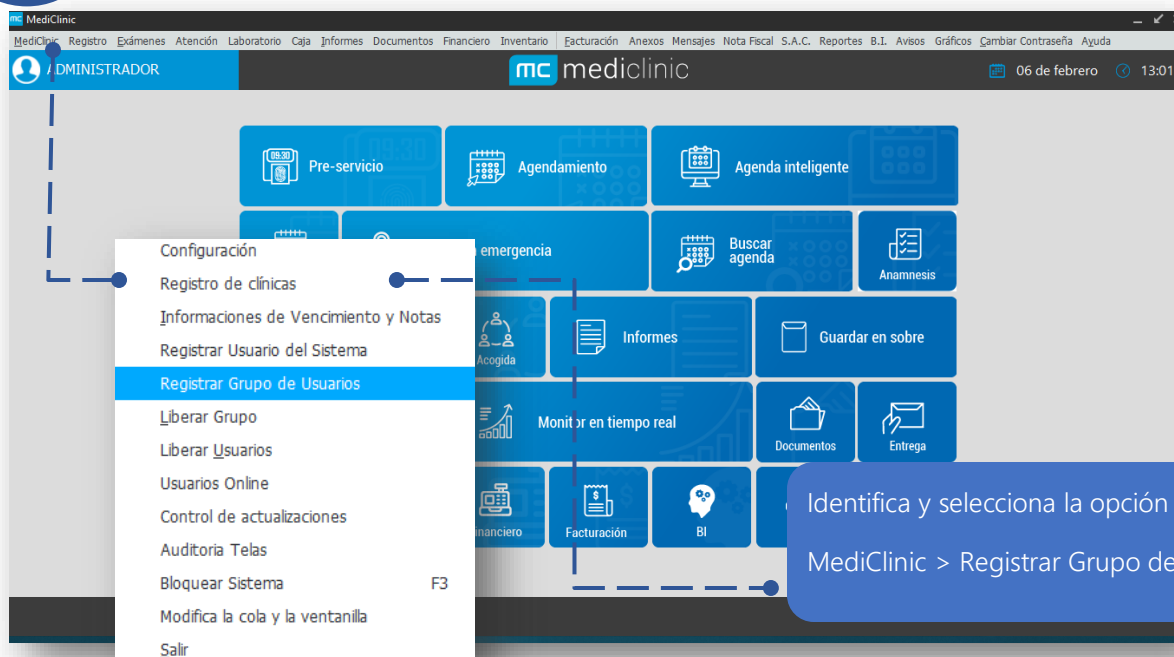 mc MediClinic
MediClinic Registro Exámenes Atención Laboratorio Caja Informes Documentos Financiero Inventario Facturación Anexos Mensajes Nota Fiscal S.A.C. Reportes B.I. Avisos Gráficos Cambiar Contraseña Ayuda
ADMINISTRADOR
mc mediclinic
06 de febrero 13:01
09:30 Pre-servicio
Agendamiento
Agenda inteligente
emergencia
Buscar
agenda
Anamnesis
Acogida
Informes
Guardar en sobre
Monitor en tiempo real
Documentos
Entrega
Facturación
BI
Configuración
Registro de clínicas
Informaciones de Vencimiento y Notas
Registrar Usuario del Sistema
Registrar Grupo de Usuarios
Liberar Grupo
Liberar Usuarios
Usuarios Online
Control de actualizaciones
Auditoria Telas
Bloquear Sistema F3
Modifica la cola y la ventanilla
Salir
Identifica y selecciona la opción
MediClinic > Registrar Grupo de